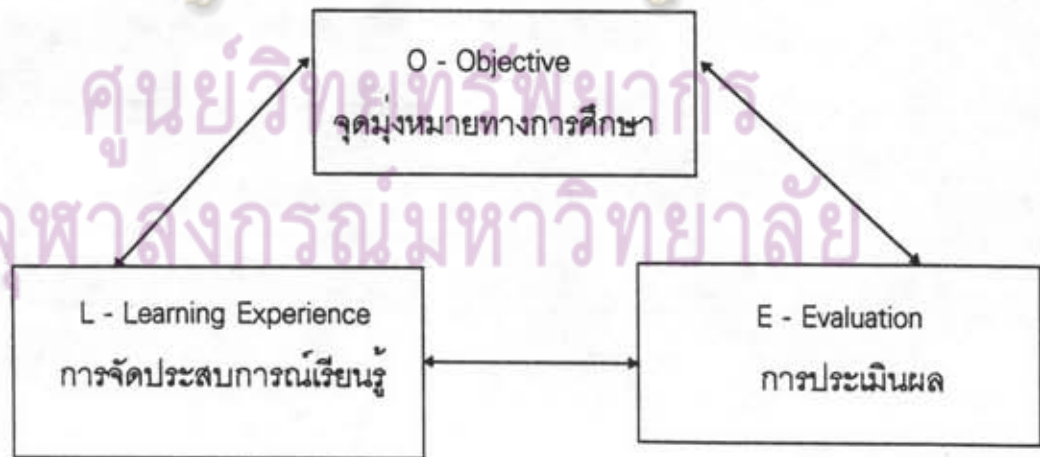 O - Objective
จุดมุ่งหมายทางการศึกษา
ศูนย์วิทยทรัพยากร
จุฬาลงกรณ์มหาวิทยาลัย
L - Learning Experience
การจัดประสบการณ์เรียนรู้
E - Evaluation
การประเมินผล